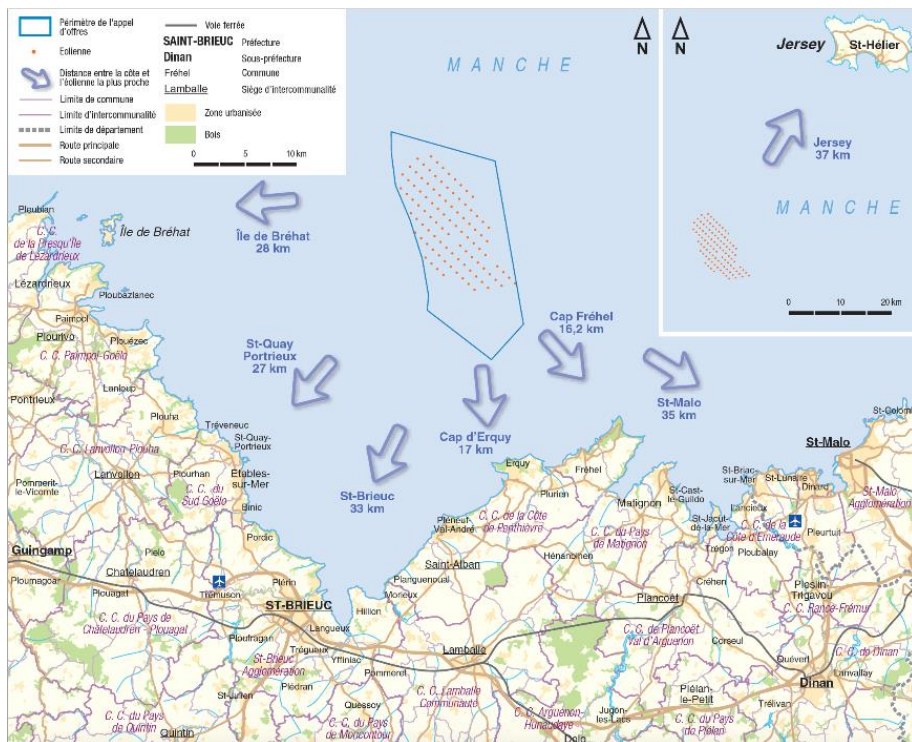 Périmètre de l'appel
d'offres
Eolienne
Distance entre la côte et
l'éolienne la plus proche
Limite de commune
Limite d'intercommunalité
Limite de département
Route principale
Route secondaire
Voie ferrée
SAINT-BRIEUC Préfecture
Dinan Sous-préfecture
Fréhel Commune
Lamballe Siège d'intercommunalité
Zone urbanisée
Bois
0 5 10 km
N
N
MANCHE
Jersey
St-Hélier
Jersey
37 km
MANCHE
0 10 20 km
Île de Bréhat
28 km
Cap Fréhel
16,2 km
St-Quay
Portrieux
27 km
St-Malo
35 km
Cap d'Erquy
17 km
St-Brieuc
33 km
Ploubian
C. C.
de la Presqu'île
de Lézardrieux
Île de Bréhat
Lézardrieux
Ploubazlanec
Paimpol
Plourivo
Plouézec
C. C. Paimpol-Goëlo
Lanloup
Pontrieux
Plouha
Tréveneuc
St-Quay-
Portrieux
C. C. Lanvollon-Plouha
Lanvollon
Plourhan
Étables-
sur-Mer
Pommerit-
le-Vicomte
C. C. du
Sud Goëlo
Binic
Pordic
Guingamp
Plélo
Chatelaudren
Ploumagoar
Plouagat
Trémuson
Plérin
ST-BRIEUC
C. C. du Pays de
Châtelaudren - Plouagat
Ploufragan
Langueux
Trégueux
Yffiniac
Hillion
Morieux
Planguenoual
St-Brieuc
Agglomération
Plédran
Pommeret
St-Julien
Quessoy
C. C. du Pays
de Quintin
Quintin
C. C. du Pays
de Moncontour
Lamballe
C. C. Lamballe
Communauté
Erquy
Fréhel
Plurien
Pléneuf-
Val-André
C. C. de la Côte
de Penthièvre
Saint-Alban
Matignon
C. C. du Pays
de Matignon
Hénanbihen
St-Cast-
le-Guildo
St-Jacut-
de-la-Mer
St-Briac-
sur-Mer
St-Lunaire
Dinard
Lancieux
C. C. de la
Côte d'Emeraude
St-Colomb
St-Malo
St-Malo
Agglomération
Pleurtuit
Ploubalay
Trégon
Créhen
Pleslin-
Trigavou
Plancoët
C. C. Rance-Frémur
C. C. de Plancoët
Val d'Arguenon
Corseul
Quévert
C. C. de Dinan
Dinan
Lanvallay
Trélivan
Plélan-
le-Petit
C. C. du Pays
de Plélan
Jugon-
les-Lacs
C. C. Arguenon-
Hunaudaye